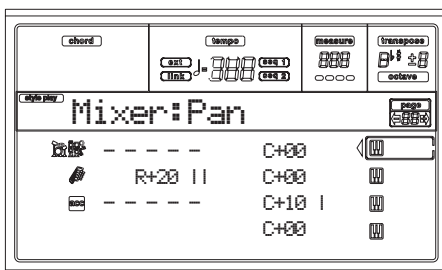 chord tempo measure transpose
ext seq 1
link seq 2
octave
style play
Mixer:Pan
page
- - - - - C+00
R+20 || C+00
acc - - - - - C+10 |
C+00